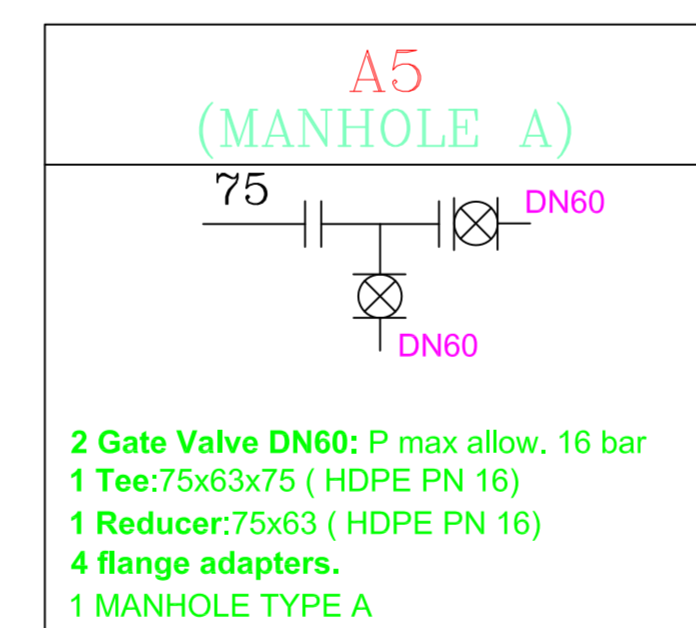 A5
(MANHOLE A)
75
DN60
DN60
2 Gate Valve DN60: P max allow. 16 bar
1 Tee:75x63x75 ( HDPE PN 16)
1 Reducer:75x63 ( HDPE PN 16)
4 flange adapters.
1 MANHOLE TYPE A